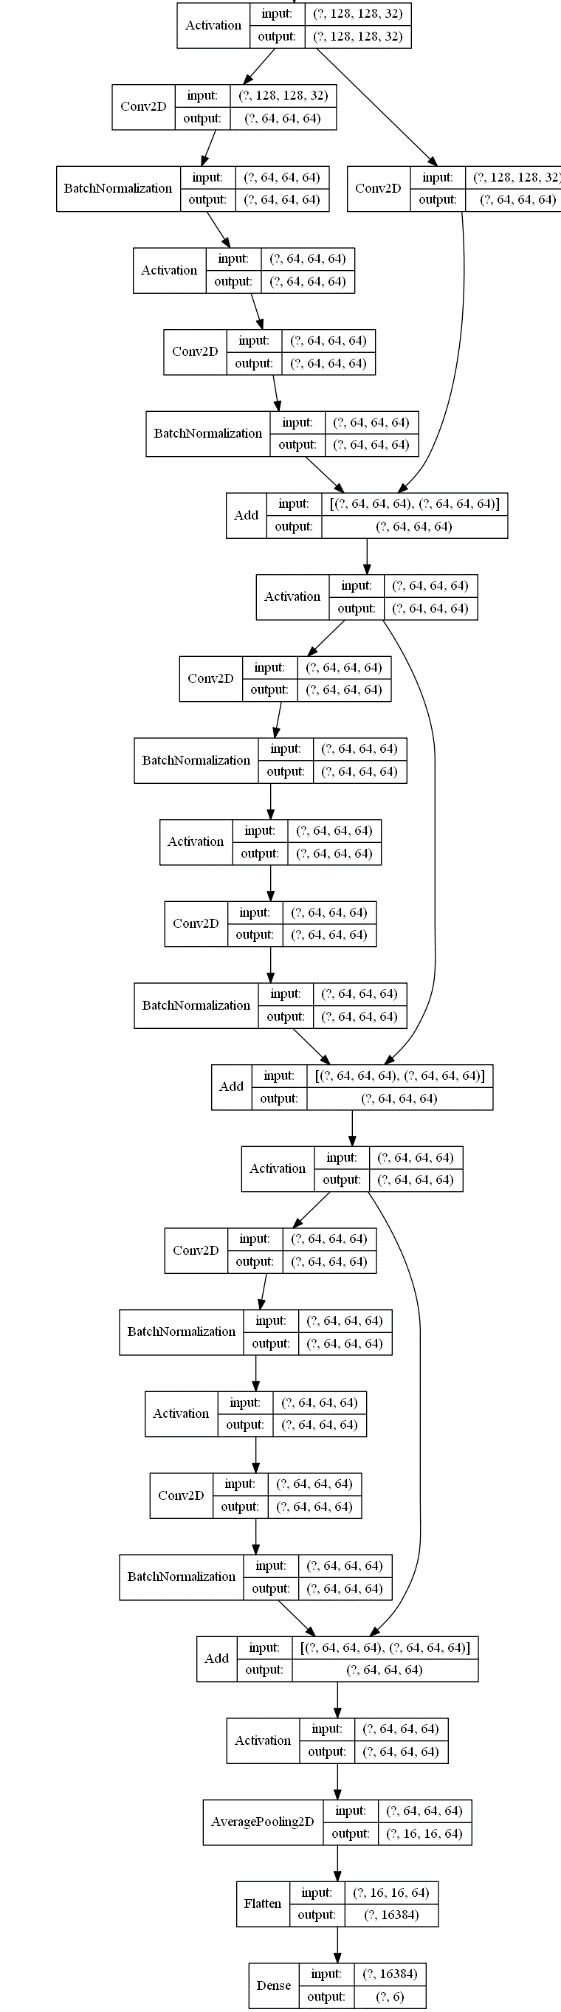 Activation
input: (?, 128, 128, 32)
output: (?, 128, 128, 32)
Conv2D
input: (?, 128, 128, 32)
output: (?, 64, 64, 64)
BatchNormalization
input: (?, 64, 64, 64)
output: (?, 64, 64, 64)
Conv2D
input: (?, 128, 128, 32)
output: (?, 64, 64, 64)
Activation
input: (?, 64, 64, 64)
output: (?, 64, 64, 64)
Conv2D
input: (?, 64, 64, 64)
output: (?, 64, 64, 64)
BatchNormalization
input: (?, 64, 64, 64)
output: (?, 64, 64, 64)
Add
input: [(?, 64, 64, 64), (?, 64, 64, 64)]
output: (?, 64, 64, 64)
Activation
input: (?, 64, 64, 64)
output: (?, 64, 64, 64)
Conv2D
input: (?, 64, 64, 64)
output: (?, 64, 64, 64)
BatchNormalization
input: (?, 64, 64, 64)
output: (?, 64, 64, 64)
Activation
input: (?, 64, 64, 64)
output: (?, 64, 64, 64)
Conv2D
input: (?, 64, 64, 64)
output: (?, 64, 64, 64)
BatchNormalization
input: (?, 64, 64, 64)
output: (?, 64, 64, 64)
Add
input: [(?, 64, 64, 64), (?, 64, 64, 64)]
output: (?, 64, 64, 64)
Activation
input: (?, 64, 64, 64)
output: (?, 64, 64, 64)
Conv2D
input: (?, 64, 64, 64)
output: (?, 64, 64, 64)
BatchNormalization
input: (?, 64, 64, 64)
output: (?, 64, 64, 64)
Activation
input: (?, 64, 64, 64)
output: (?, 64, 64, 64)
Conv2D
input: (?, 64, 64, 64)
output: (?, 64, 64, 64)
BatchNormalization
input: (?, 64, 64, 64)
output: (?, 64, 64, 64)
Add
input: [(?, 64, 64, 64), (?, 64, 64, 64)]
output: (?, 64, 64, 64)
Activation
input: (?, 64, 64, 64)
output: (?, 64, 64, 64)
AveragePooling2D
input: (?, 64, 64, 64)
output: (?, 16, 16, 64)
Flatten
input: (?, 16, 16, 64)
output: (?, 16384)
Dense
input: (?, 16384)
output: (?, 6)